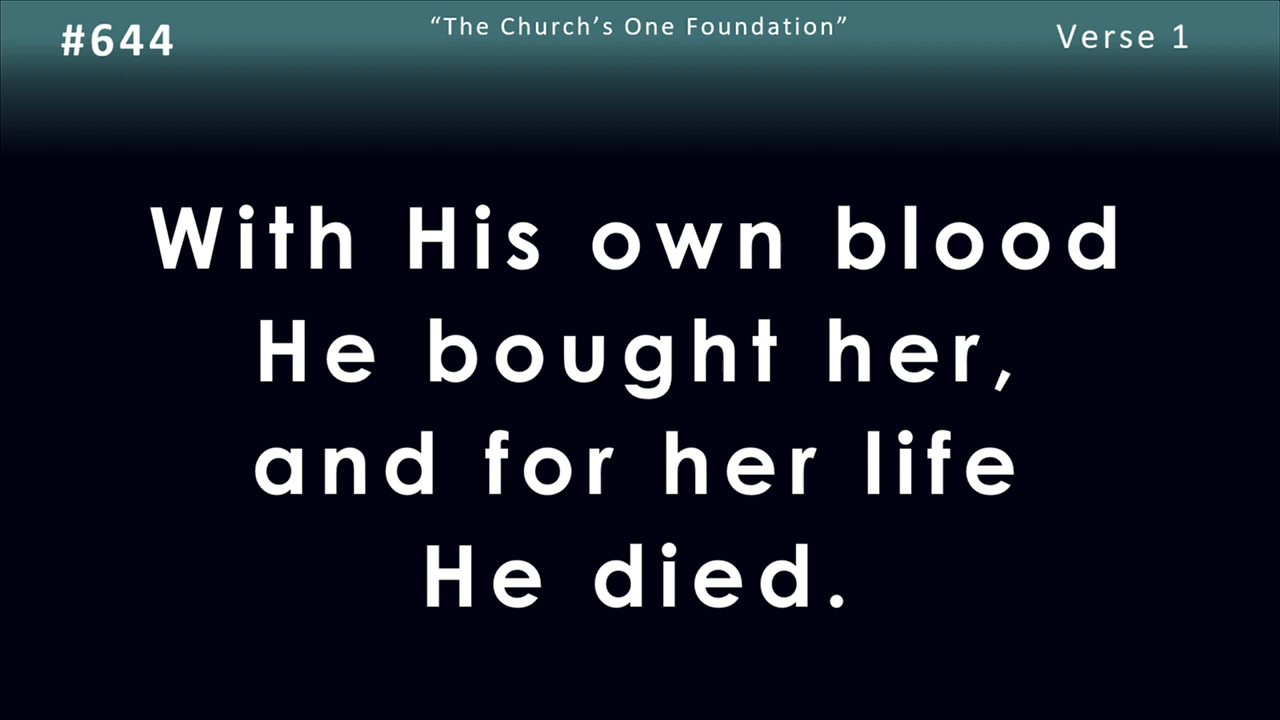 #644
“The Church’s One Foundation”
Verse 1
With His own blood
He bought her,
and for her life
He died.